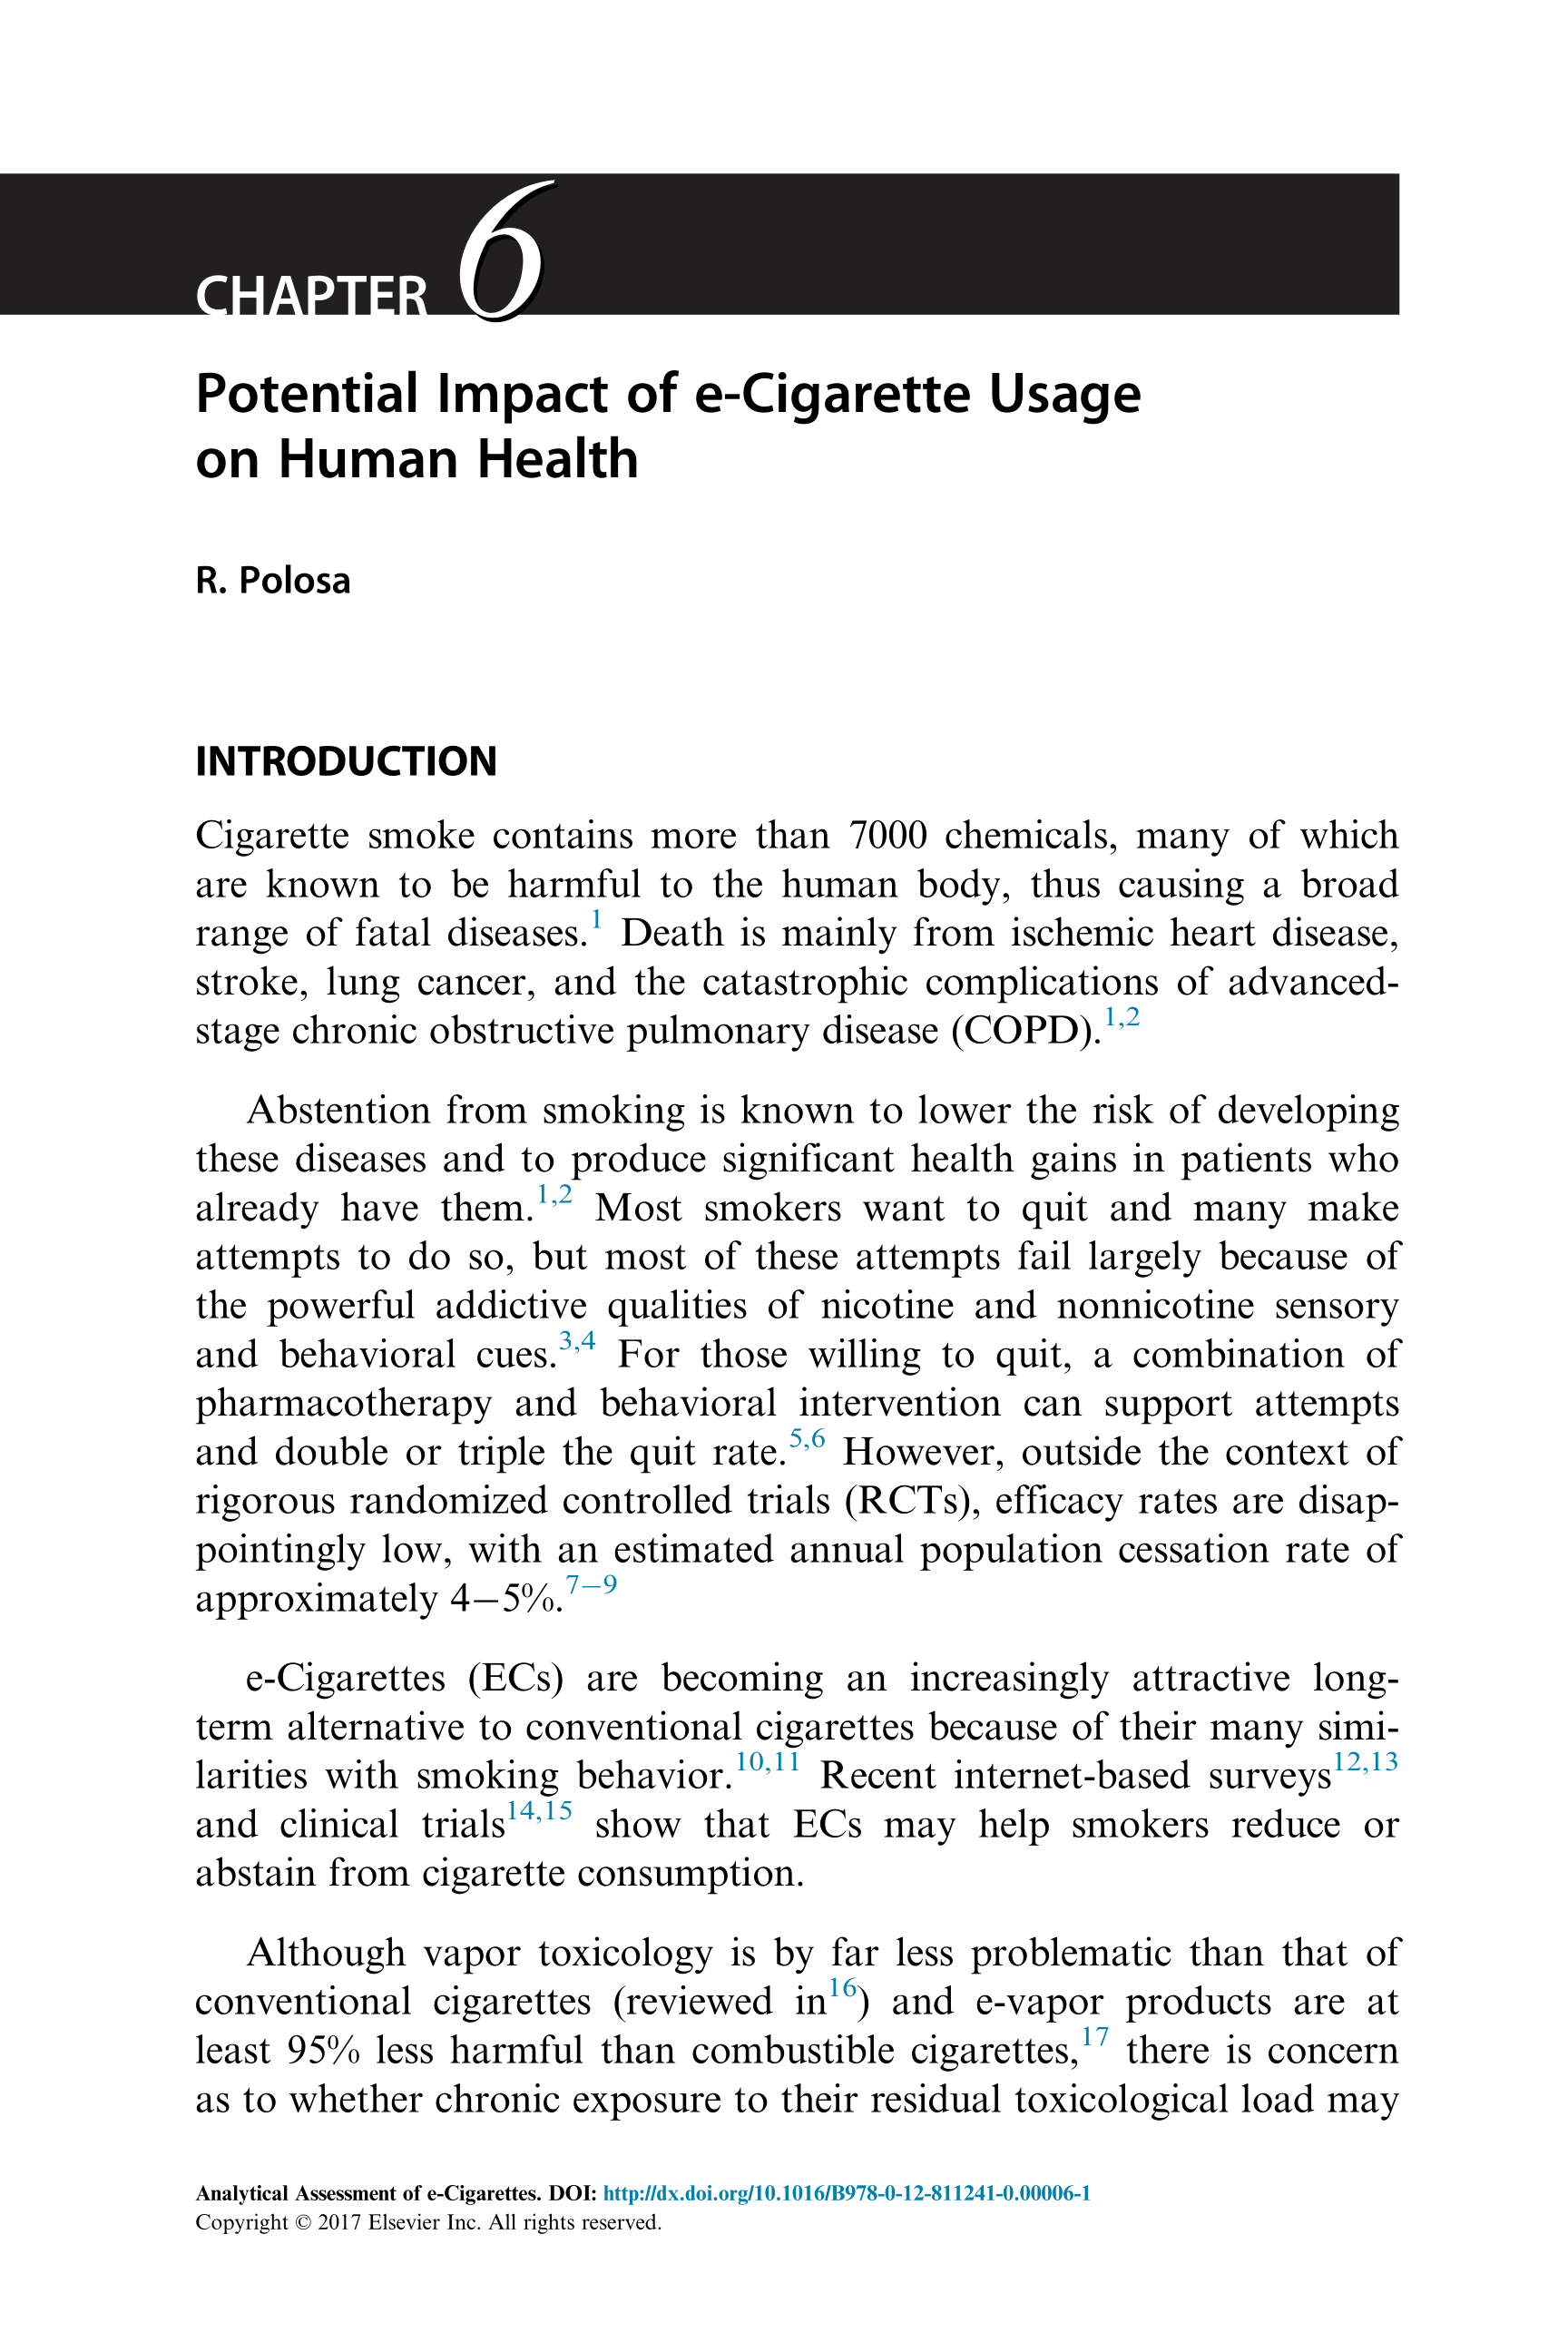 CHAPTER 6
Potential Impact of e-Cigarette Usage
on Human Health
R. Polosa
INTRODUCTION
Cigarette smoke contains more than 7000 chemicals, many of which
are known to be harmful to the human body, thus causing a broad
range of fatal diseases.1 Death is mainly from ischemic heart disease,
stroke, lung cancer, and the catastrophic complications of advanced-
stage chronic obstructive pulmonary disease (COPD).1,2
Abstention from smoking is known to lower the risk of developing
these diseases and to produce significant health gains in patients who
already have them.1,2 Most smokers want to quit and many make
attempts to do so, but most of these attempts fail largely because of
the powerful addictive qualities of nicotine and nonnicotine sensory
and behavioral cues.3,4 For those willing to quit, a combination of
pharmacotherapy and behavioral intervention can support attempts
and double or triple the quit rate.5,6 However, outside the context of
rigorous randomized controlled trials (RCTs), efficacy rates are disap-
pointingly low, with an estimated annual population cessation rate of
approximately 4–5%.7–9
e-Cigarettes (ECs) are becoming an increasingly attractive long-
term alternative to conventional cigarettes because of their many simi-
larities with smoking behavior.10,11 Recent internet-based surveys12,13
and clinical trials14,15 show that ECs may help smokers reduce or
abstain from cigarette consumption.
Although vapor toxicology is by far less problematic than that of
conventional cigarettes (reviewed in16) and e-vapor products are at
least 95% less harmful than combustible cigarettes,17 there is concern
as to whether chronic exposure to their residual toxicological load may
Analytical Assessment of e-Cigarettes. DOI: http://dx.doi.org/10.1016/B978-0-12-811241-0.00006-1
Copyright © 2017 Elsevier Inc. All rights reserved.